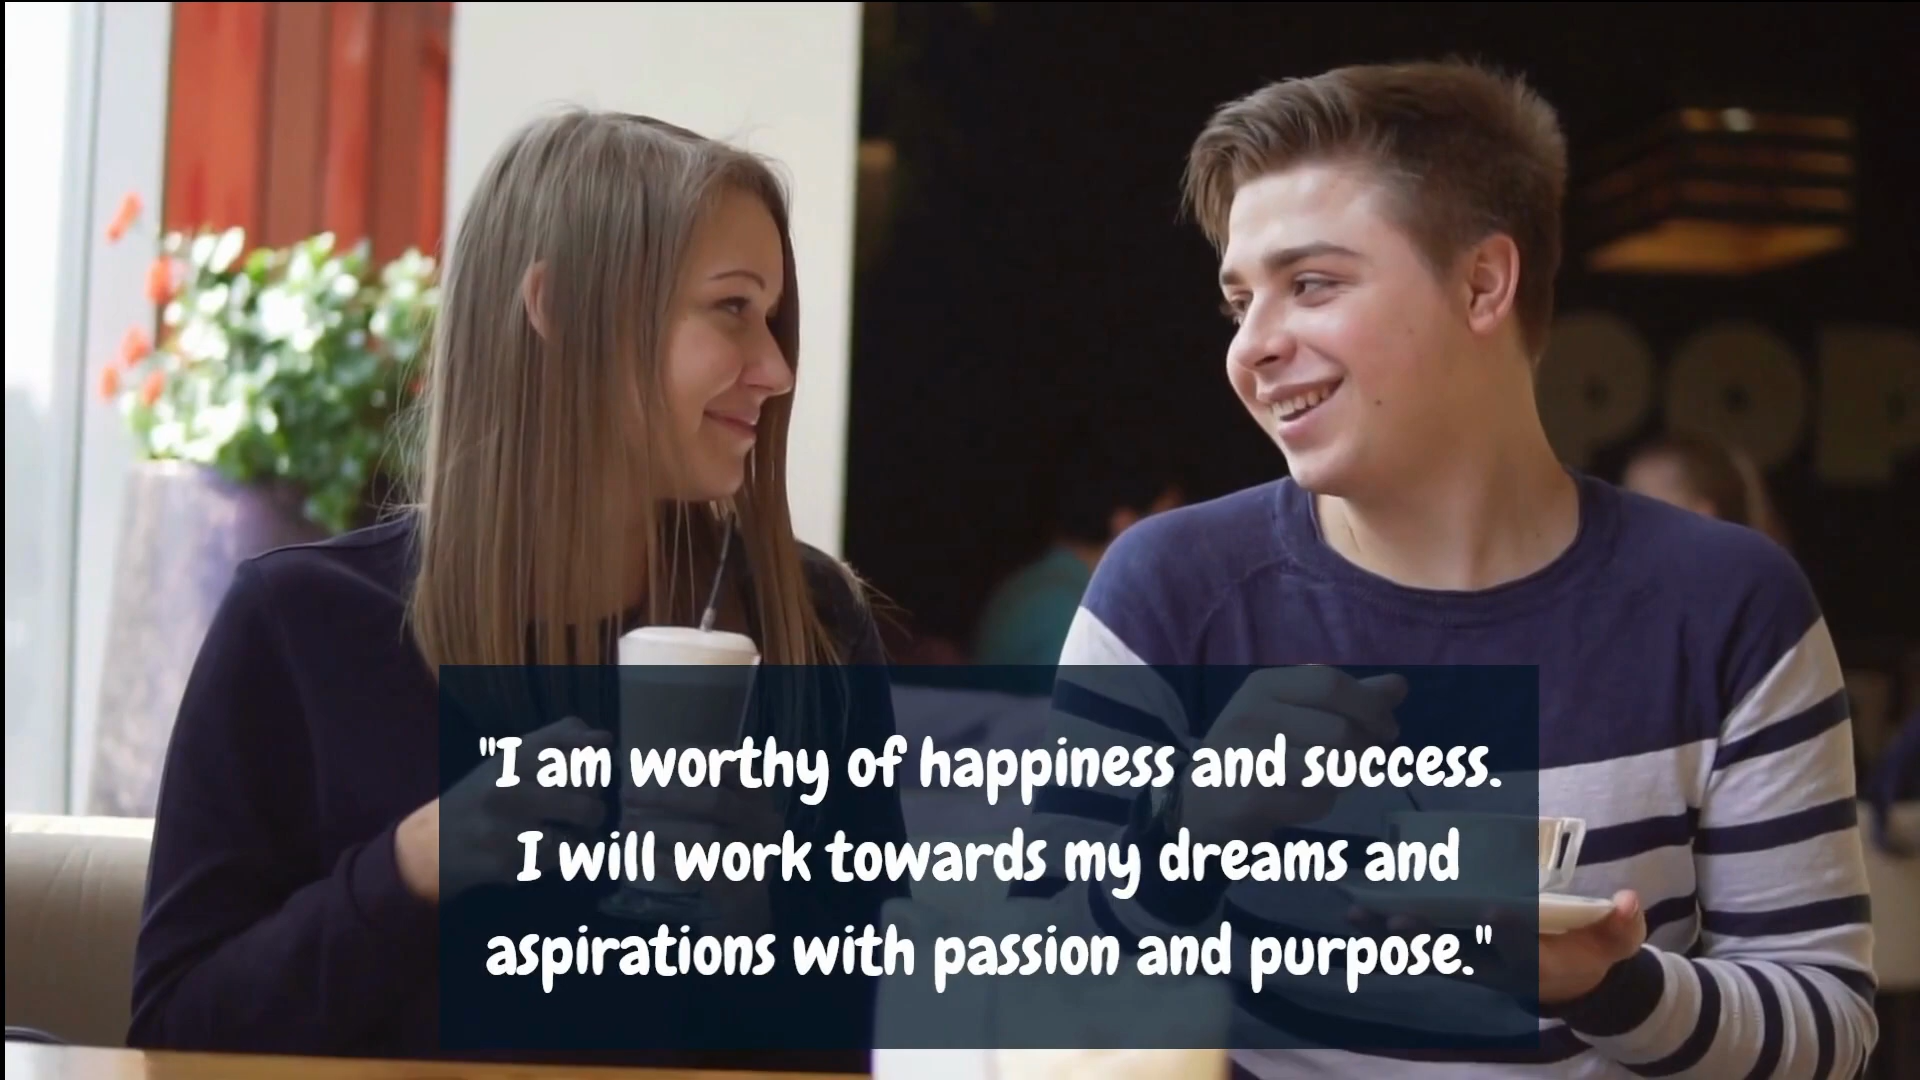 "I am worthy of happiness and success.
I will work towards my dreams and
aspirations with passion and purpose."